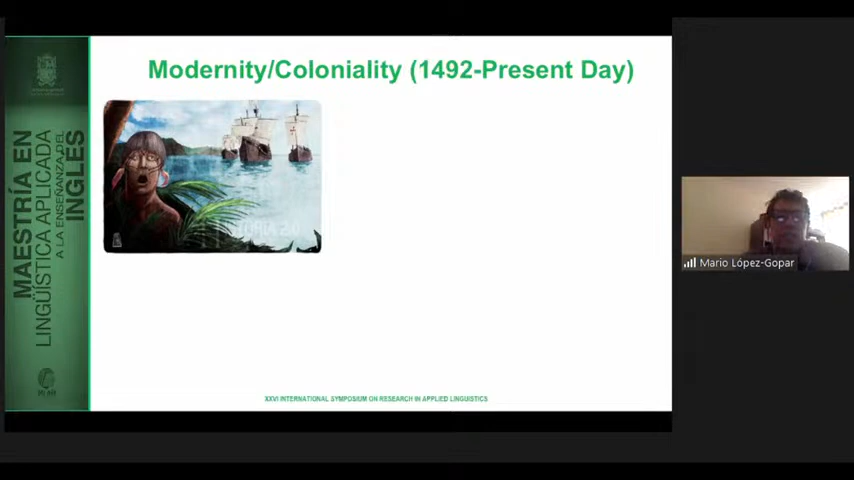 Modernity/Coloniality (1492-Present Day)
MAESTRÍA EN
LINGÜÍSTICA APLICADA
A LA ENSEÑANZA DEL
INGLÉS
Mario López-Gopar
XXVI INTERNATIONAL SYMPOSIUM ON RESEARCH IN APPLIED LINGUISTICS